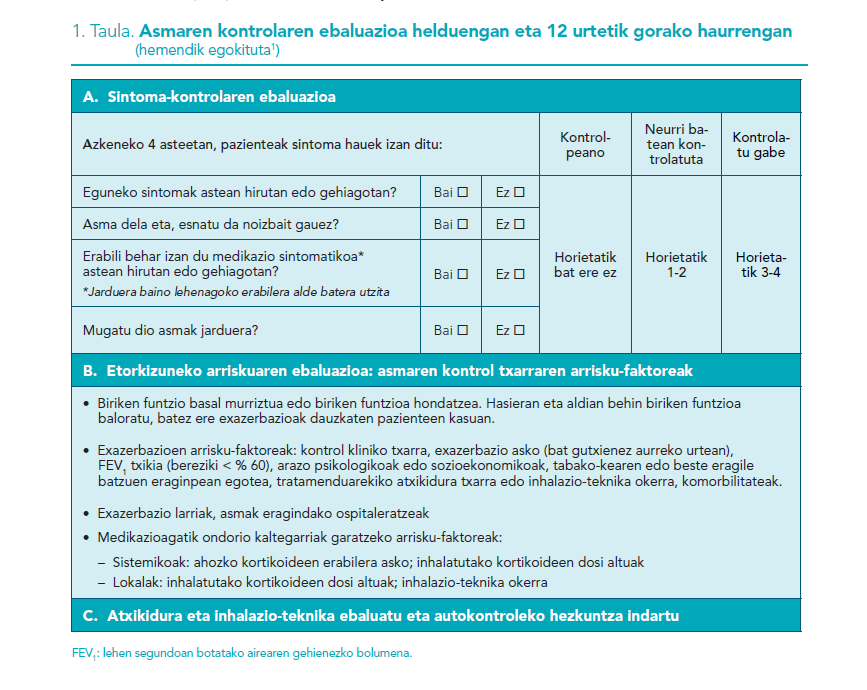 1. Taula. Asmaren kontrolaren ebaluazioa helduengan eta 12 urtetik gorako haurrengan
(hemendik egokituta¹)
A. Sintoma-kontrolaren ebaluazioa
Azkeneko 4 asteetan, pazienteak sintoma hauek izan ditu:
Kontrol-
peano
Neurri ba-
tean kon-
trolatuta
Kontrola-
tu gabe
Eguneko sintomak astean hirutan edo gehiagotan?
Bai ☐
Ez ☐
Asma dela eta, esnatu da noizbait gauez?
Bai ☐
Ez ☐
Erabili behar izan du medikazio sintomatikoa*
astean hirutan edo gehiagotan?
*Jarduera baino lehenagoko erabilera alde batera utzita
Bai ☐
Ez ☐
Mugatu dio asmak jarduera?
Bai ☐
Ez ☐
Horietatik
bat ere ez
Horietatik
1-2
Horieta-
tik 3-4
B. Etorkizuneko arriskuaren ebaluazioa: asmaren kontrol txarraren arrisku-faktoreak
• Biriken funtzio basal murriztua edo biriken funtzioa hondatzea. Hasieran eta aldian behin biriken funtzioa
baloratu, batez ere exazerbazioak dauzkaten pazienteen kasuan.
• Exazerbazioen arrisku-faktoreak: kontrol kliniko txarra, exazerbazio asko (bat gutxienez aurreko urtean),
FEV₁ txikia (bereziki < % 60), arazo psikologikoak edo sozioekonomikoak, tabako-kearen edo beste eragile
batzuen eraginpean egotea, tratamenduarekiko atxikidura txarra edo inhalazio-teknika okerra, komorbilitateak.
• Exazerbazio larriak, asmak eragindako ospitaleratzeak
• Medikazioagatik ondorio kaltegarriak garatzeko arrisku-faktoreak:
– Sistemikoak: ahozko kortikoideen erabilera asko; inhalatutako kortikoideen dosi altuak
– Lokalak: inhalatutako kortikoideen dosi altuak; inhalazio-teknika okerra
C. Atxikidura eta inhalazio-teknika ebaluatu eta autokontroleko hezkuntza indartu
FEV₁: lehen segundoan botatako airearen gehienezko bolumena.